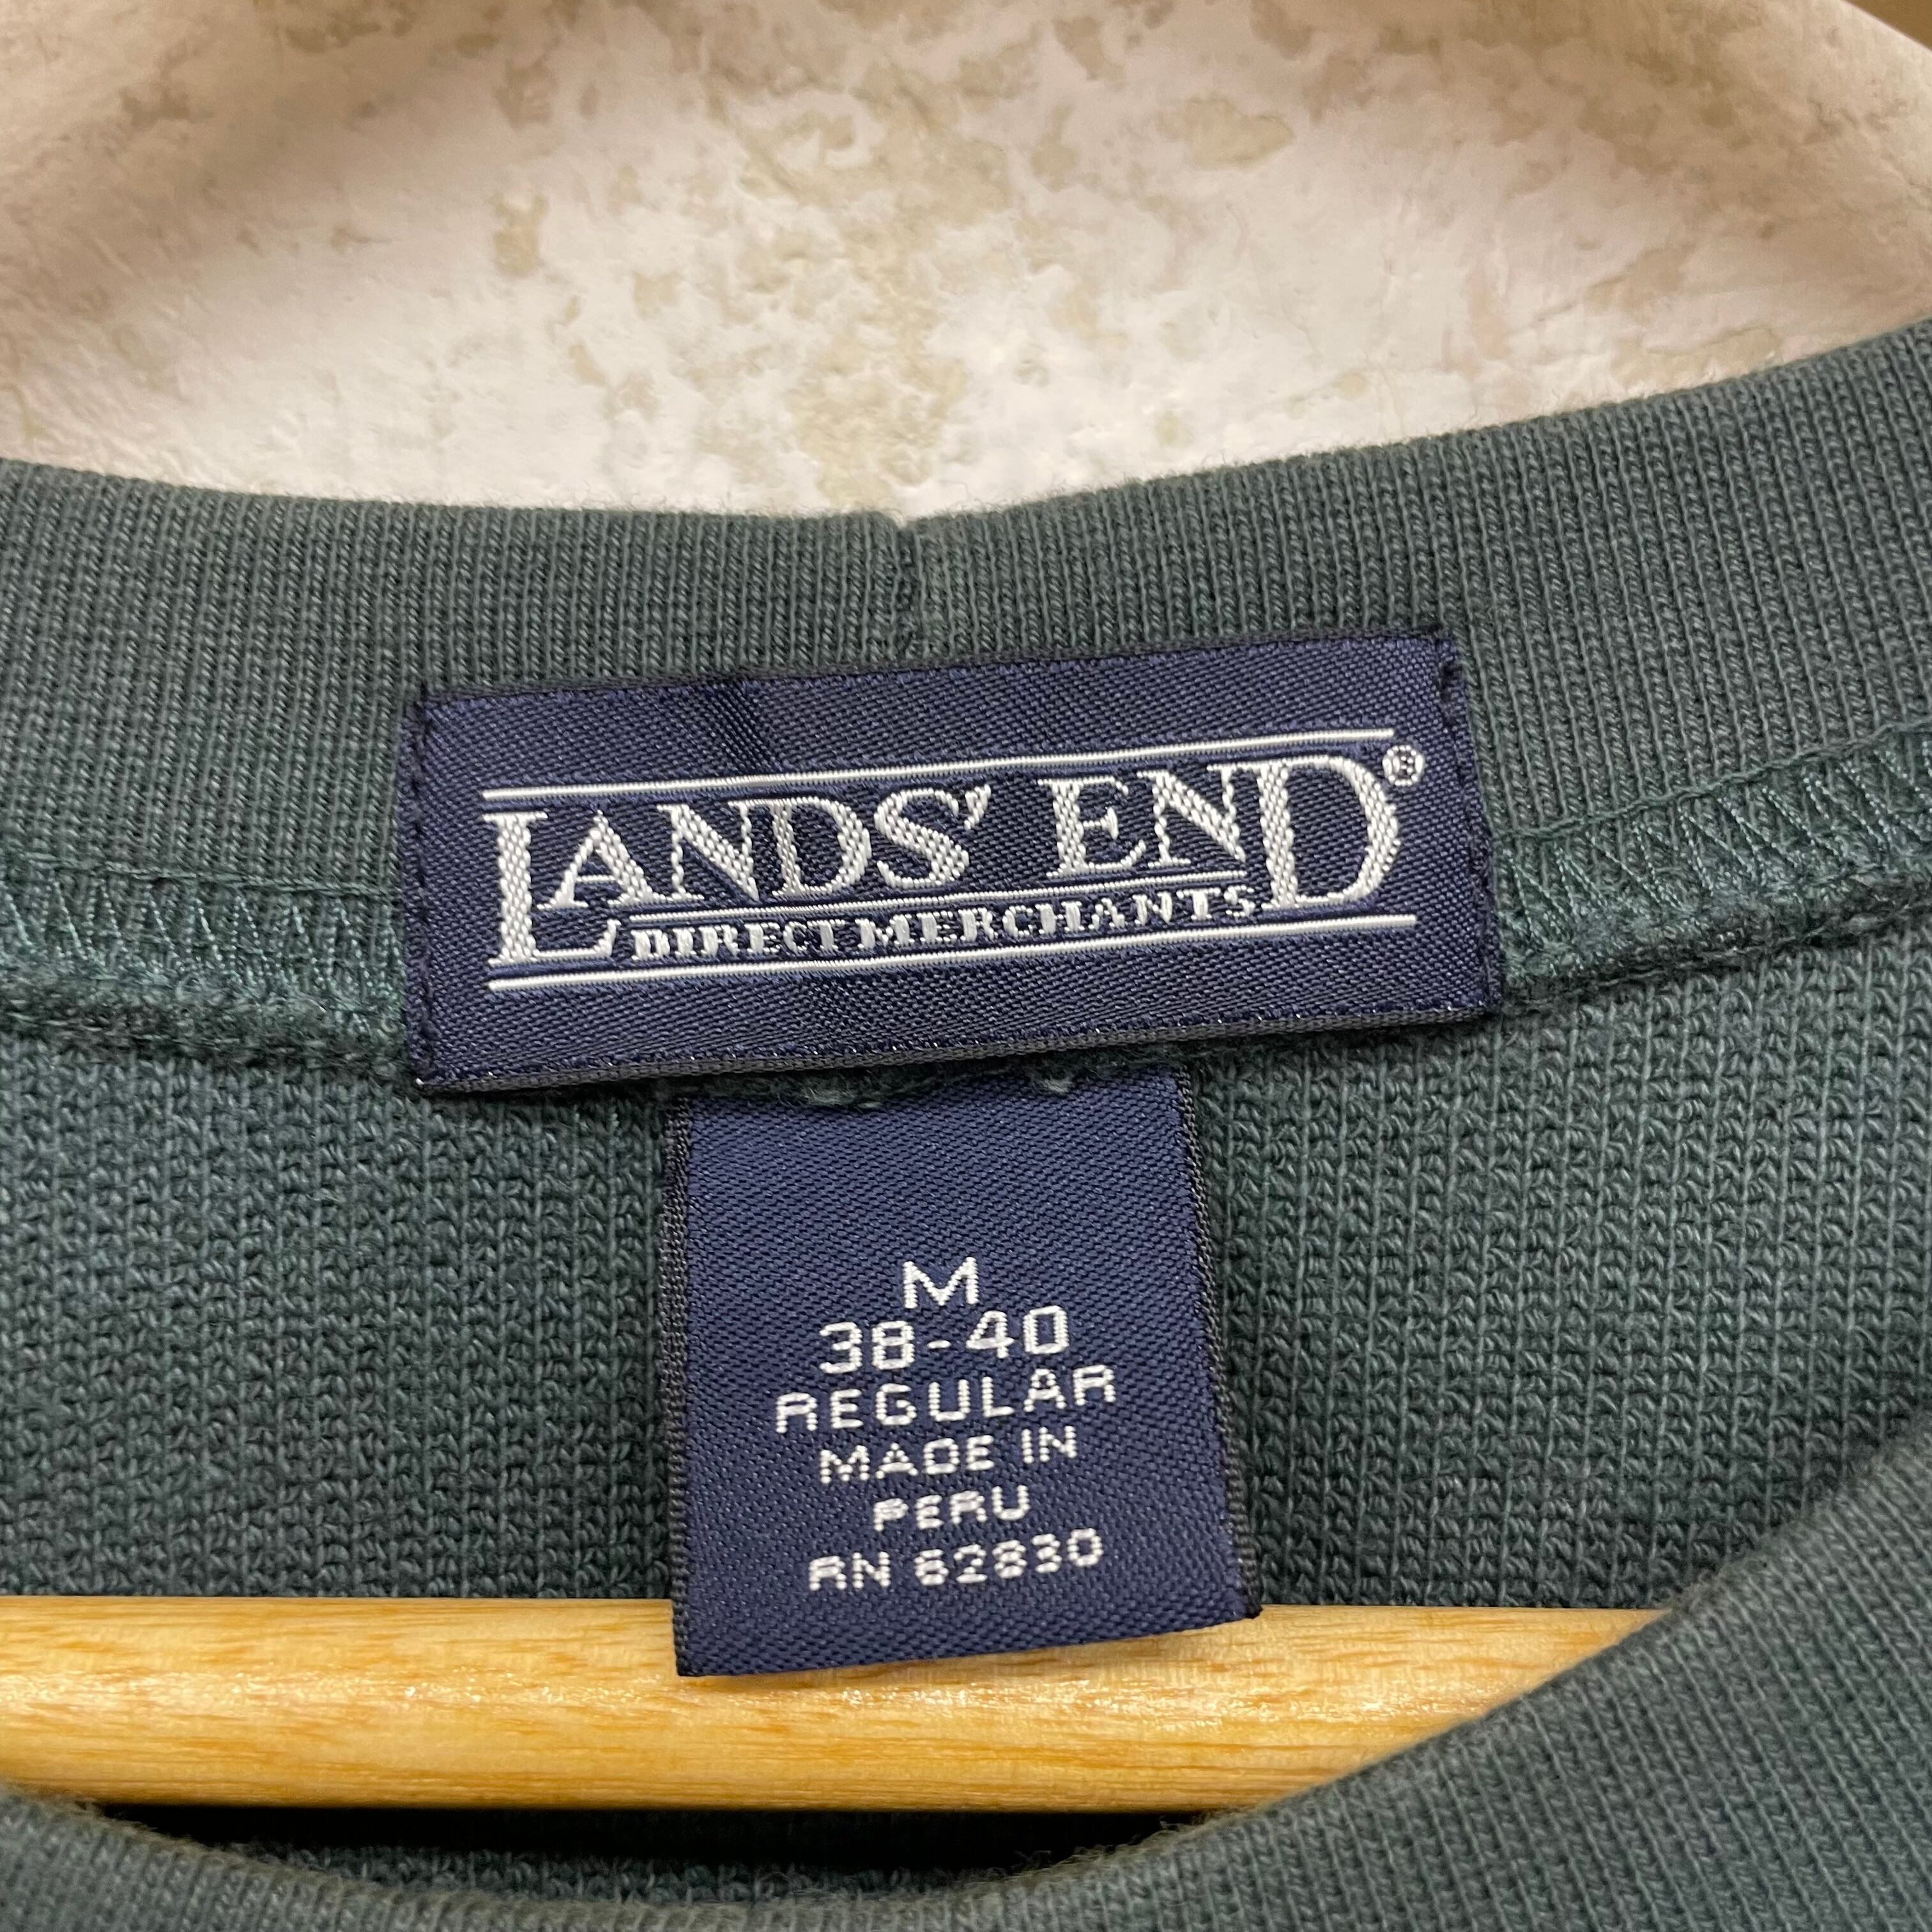 LANDS' END®
DIRECT MERCHANTS
M
38-40
REGULAR
MADE IN
PERU
RN 62830